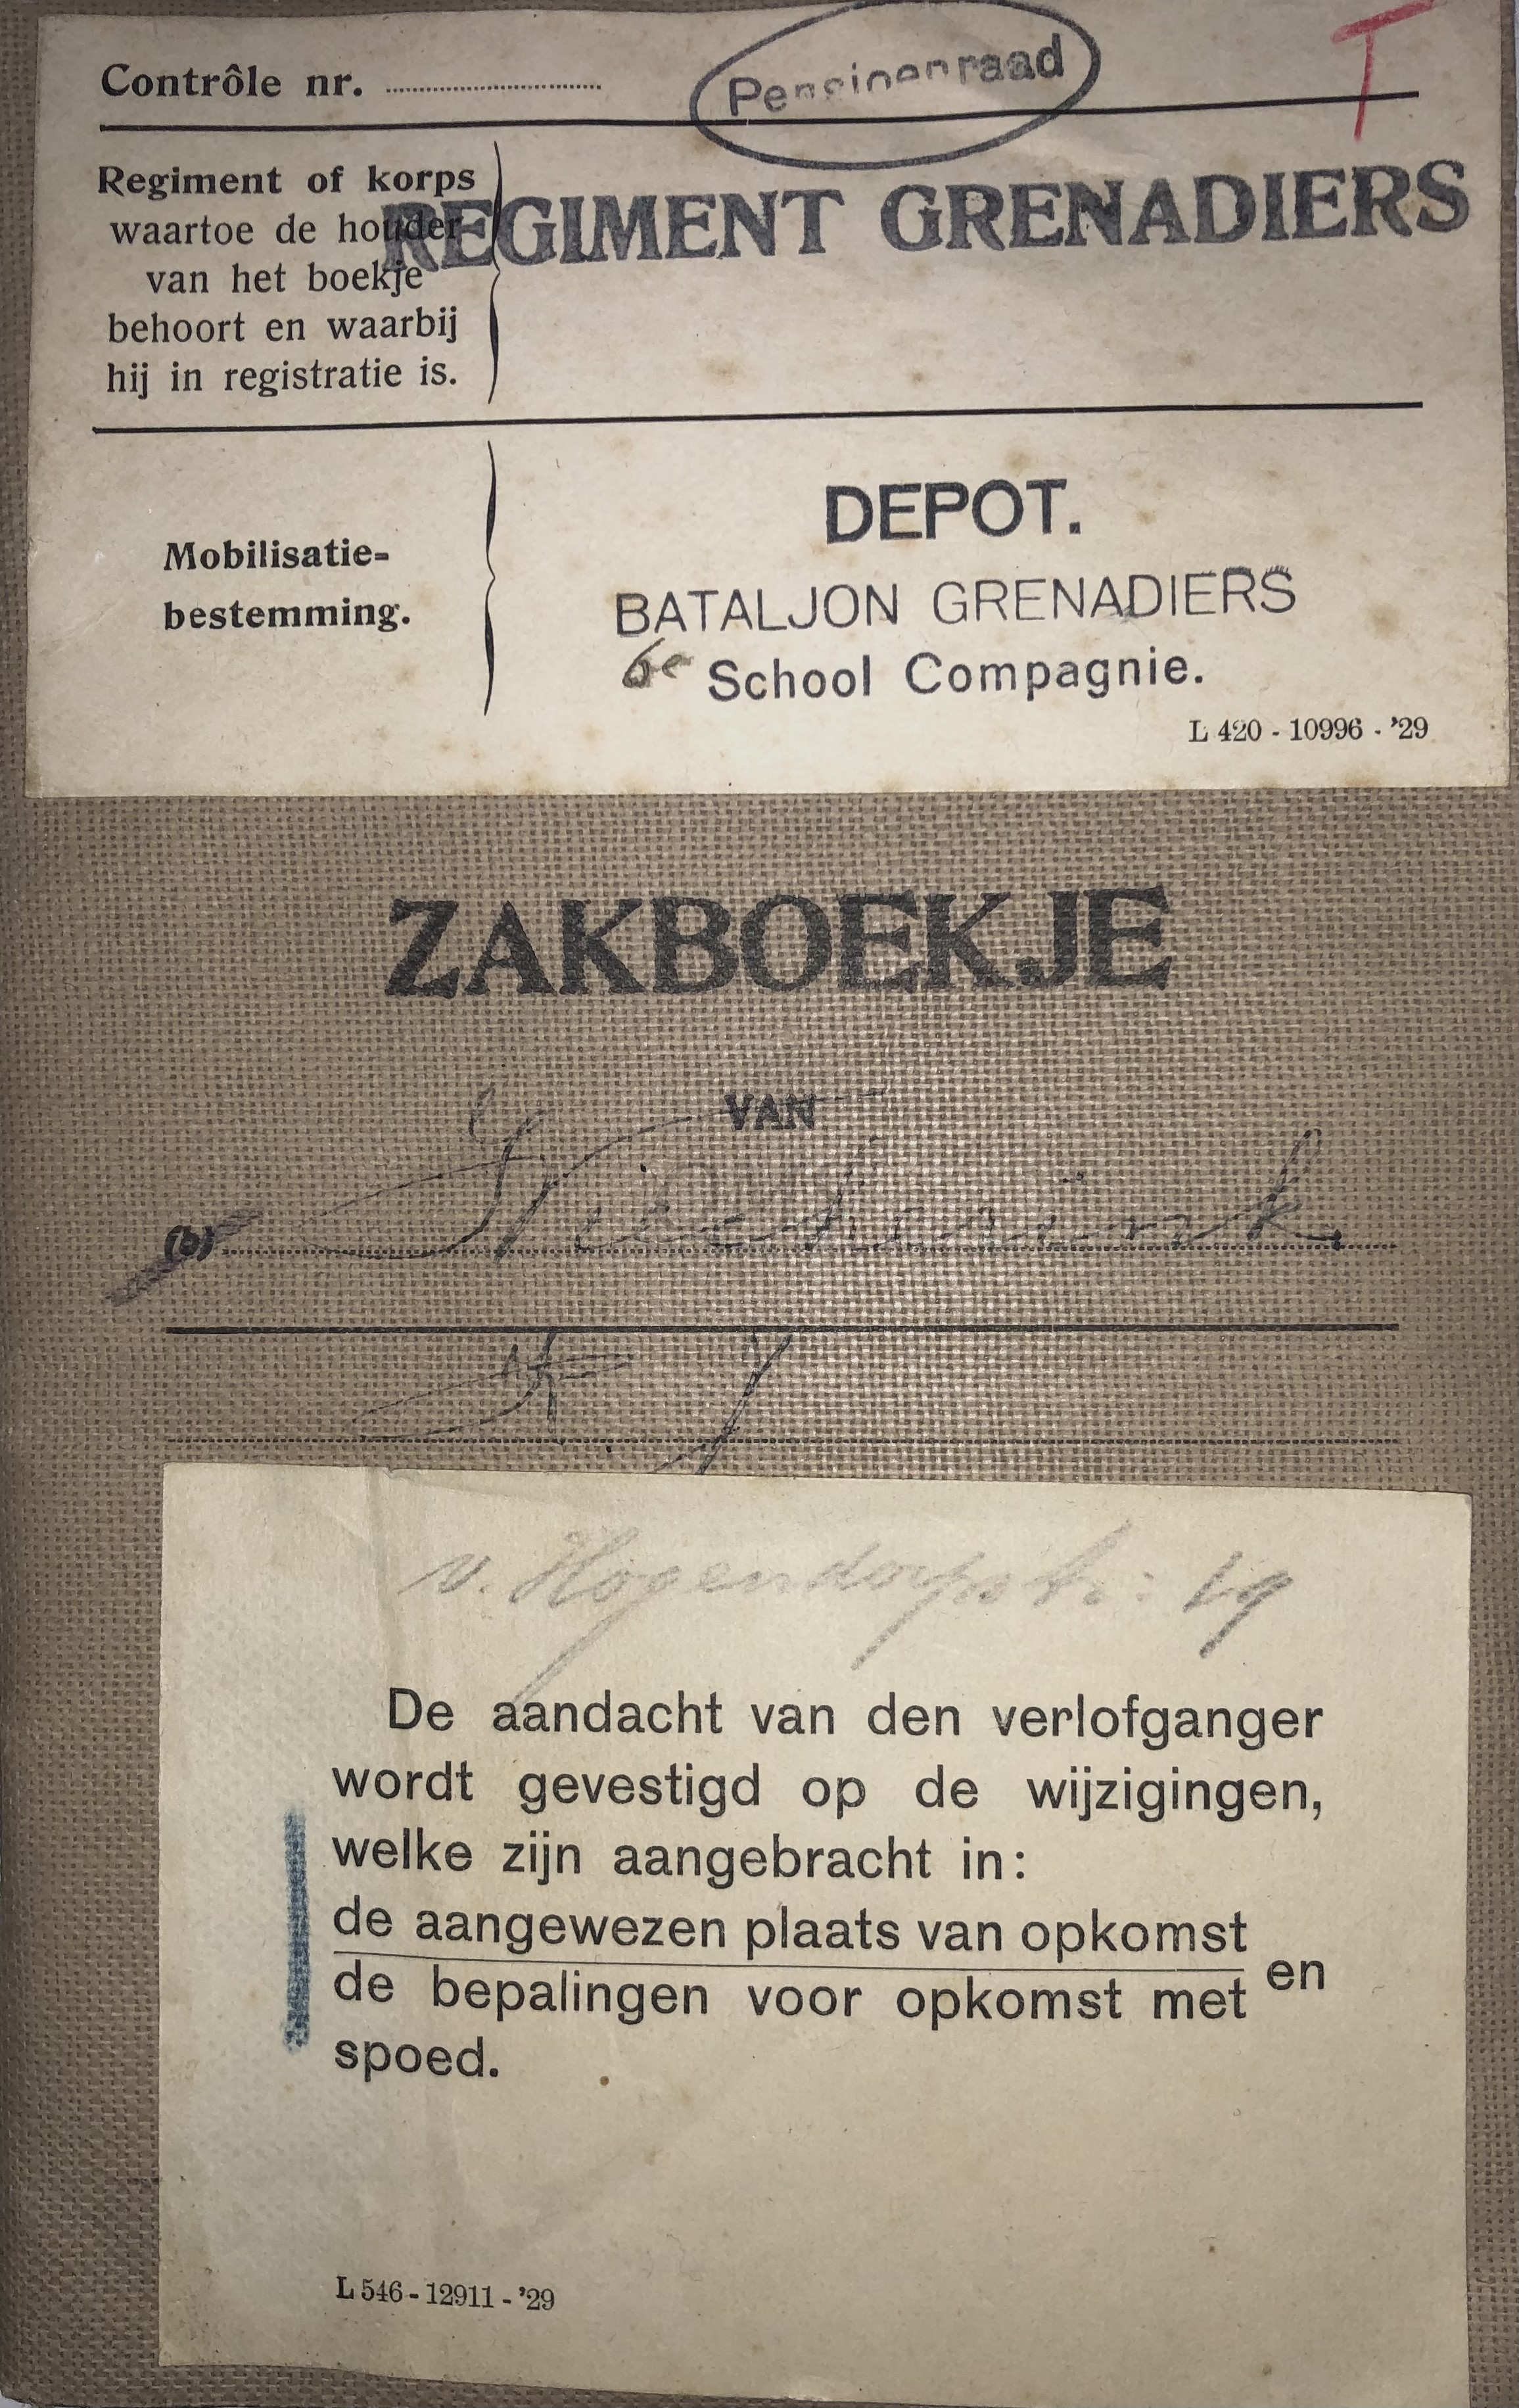 Contrôle nr. ..............................
Pensioenraad
T
Regiment of korps
waartoe de houder
van het boekje
behoort en waarbij
hij in registratie is.
REGIMENT GRENADIERS
Mobilisatie-
bestemming.
DEPOT.
BATALJON GRENADIERS
6e School Compagnie.
L 420 - 10996 - '29
ZAKBOEKJE
VAN
(b)
v. Hogendorpstr: 19
De aandacht van den verlofganger
wordt gevestigd op de wijzigingen,
welke zijn aangebracht in:
de aangewezen plaats van opkomst
en
de bepalingen voor opkomst met
spoed.
L 546 - 12911 - '29